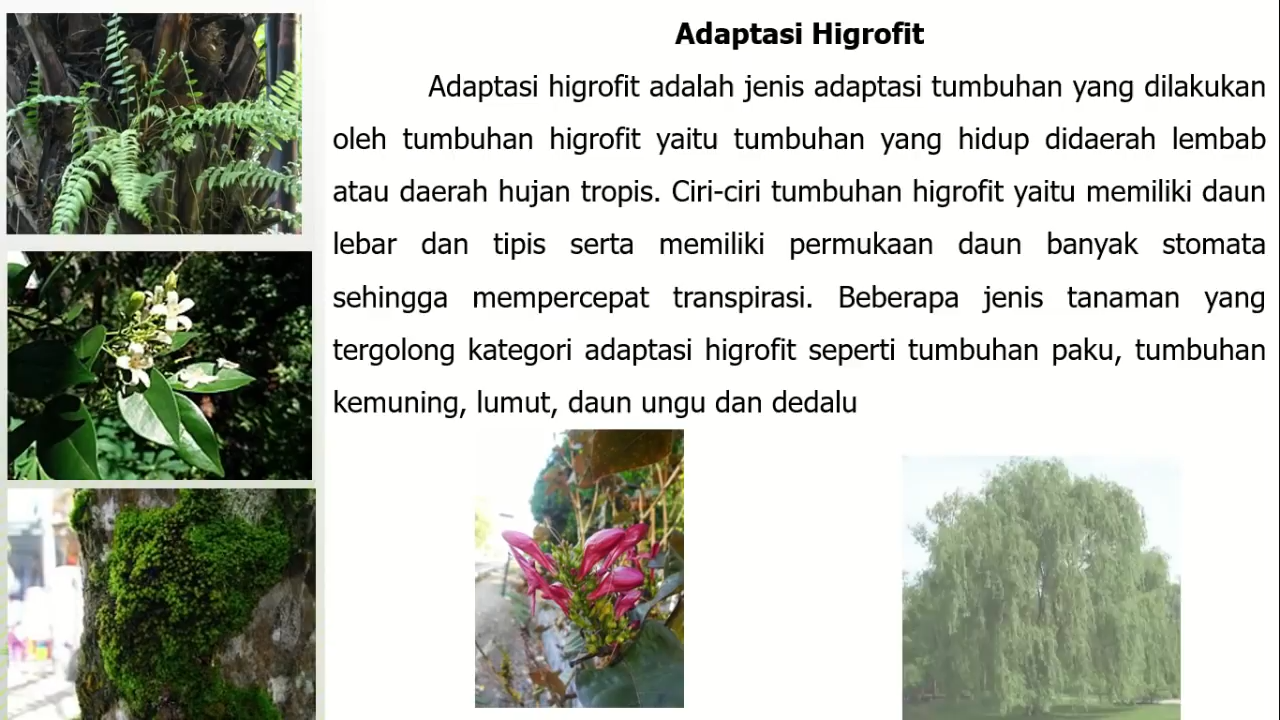 Adaptasi Higrofit
Adaptasi higrofit adalah jenis adaptasi tumbuhan yang dilakukan
oleh tumbuhan higrofit yaitu tumbuhan yang hidup didaerah lembab
atau daerah hujan tropis. Ciri-ciri tumbuhan higrofit yaitu memiliki daun
lebar dan tipis serta memiliki permukaan daun banyak stomata
sehingga mempercepat transpirasi. Beberapa jenis tanaman yang
tergolong kategori adaptasi higrofit seperti tumbuhan paku, tumbuhan
kemuning, lumut, daun ungu dan dedalu